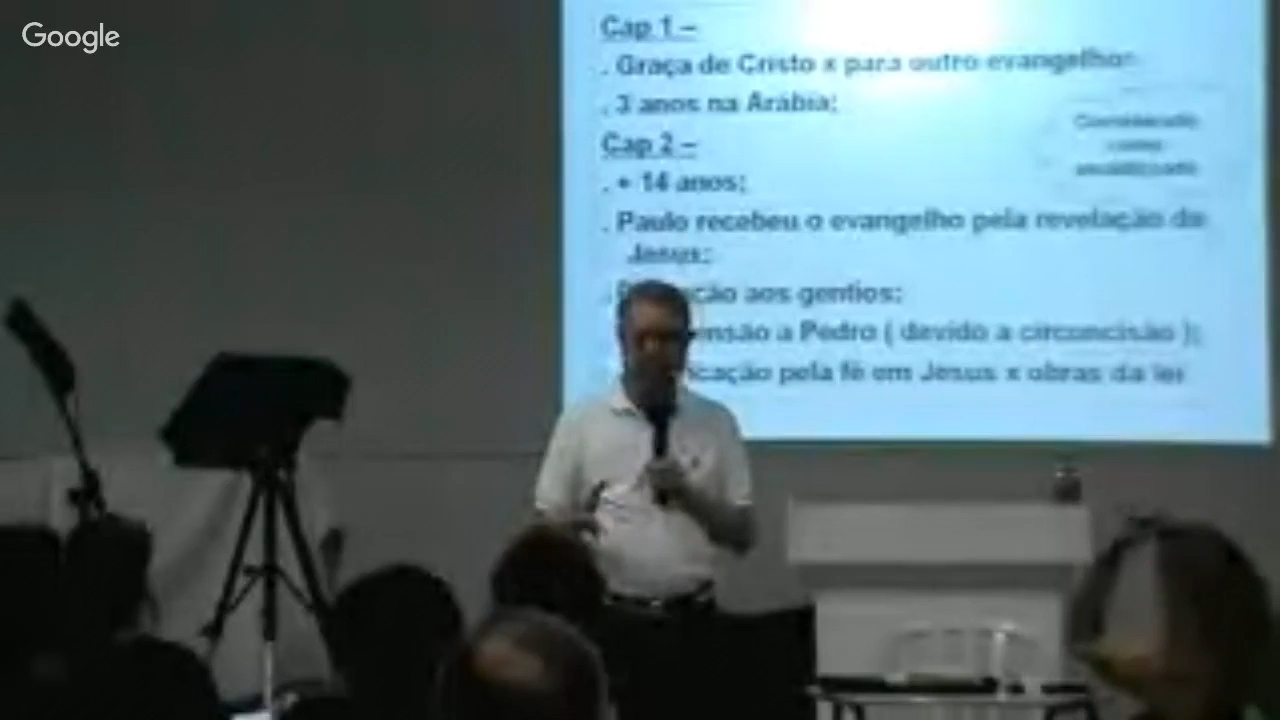 Google
Cap 1 –
. Graça de Cristo x para outro evangelho:
. 3 anos na Arábia;
Cap 2 –
. + 14 anos;
. Paulo recebeu o evangelho pela revelação de
Jesus;
ção aos gentios;
ensão a Pedro ( devido a circoncisão );
cação pela fé em Jesus x obras da lei